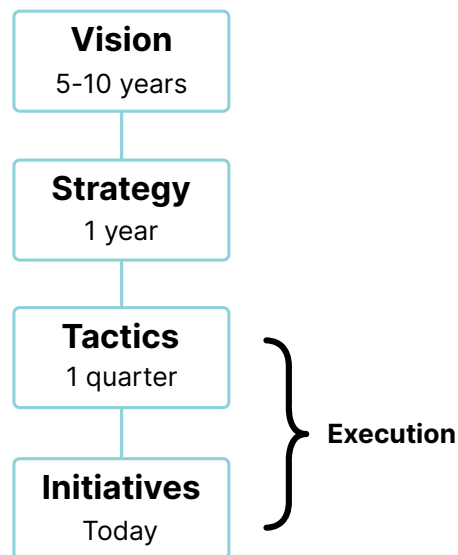 Vision
5-10 years
Strategy
1 year
Tactics
1 quarter
Execution
Initiatives
Today